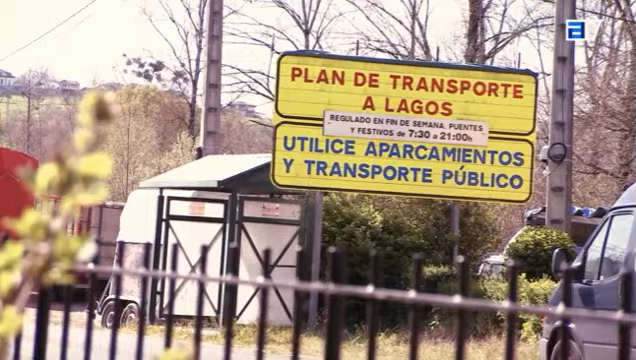 PLAN DE TRANSPORTE
A LAGOS
REGULADO EN FIN DE SEMANA, PUENTES
Y FESTIVOS de 7:30 a 21:00h
UTILICE APARCAMIENTOS
Y TRANSPORTE PÚBLICO